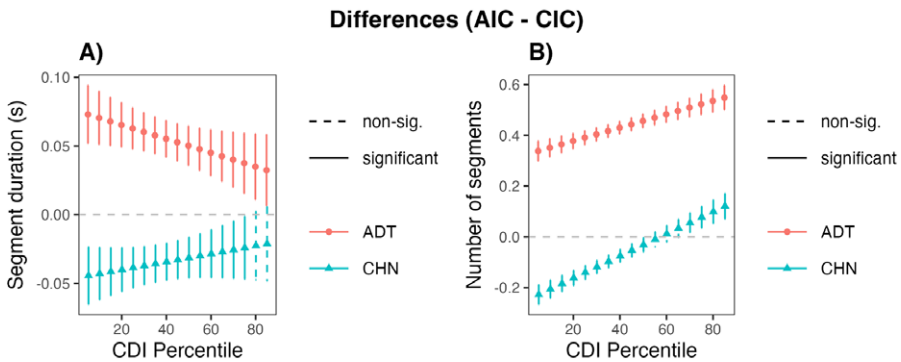 Differences (AIC - CIC)
A)
Segment duration (s)
0.10
0.05
0.00
-0.05
20 40 60 80
CDI Percentile
non-sig.
significant
ADT
CHN
B)
Number of segments
0.6
0.4
0.2
0.0
-0.2
20 40 60 80
CDI Percentile
non-sig.
significant
ADT
CHN